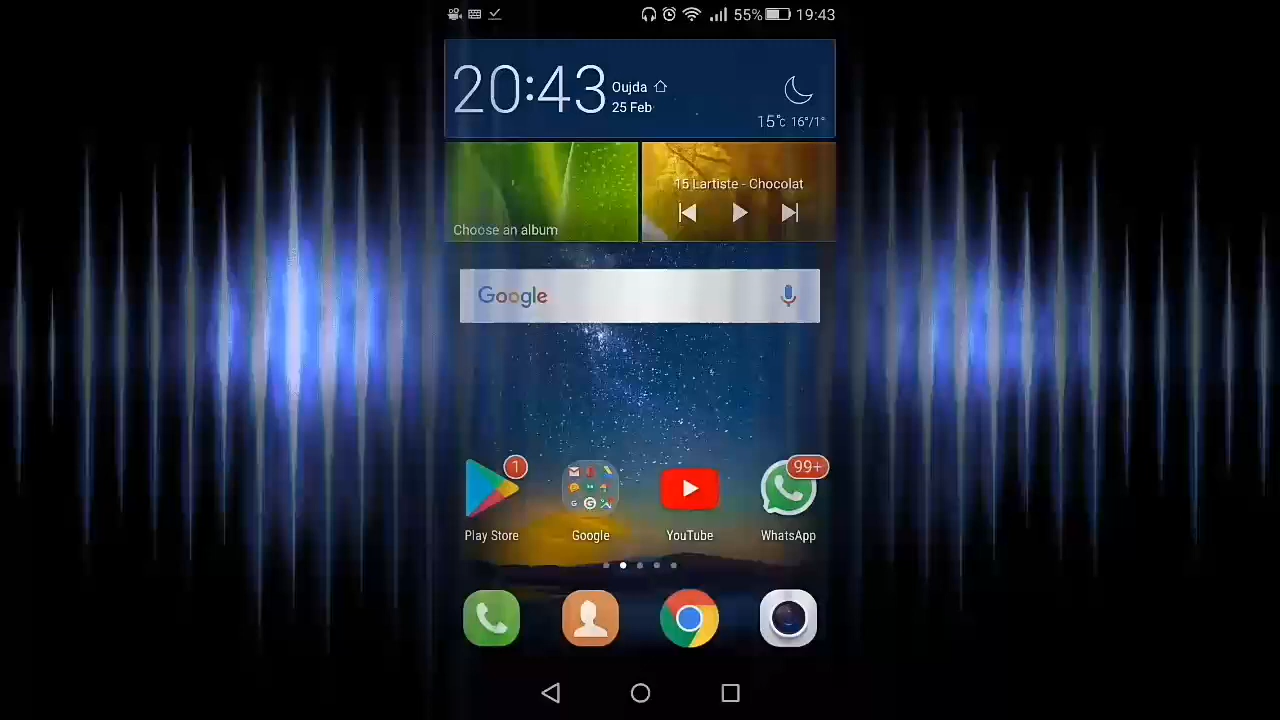 55% 19:43
20:43
Oujda
25 Feb
15°c 16°/1°
15 Lartiste - Chocolat
Choose an album
Google
1
99+
Play Store
Google
YouTube
WhatsApp